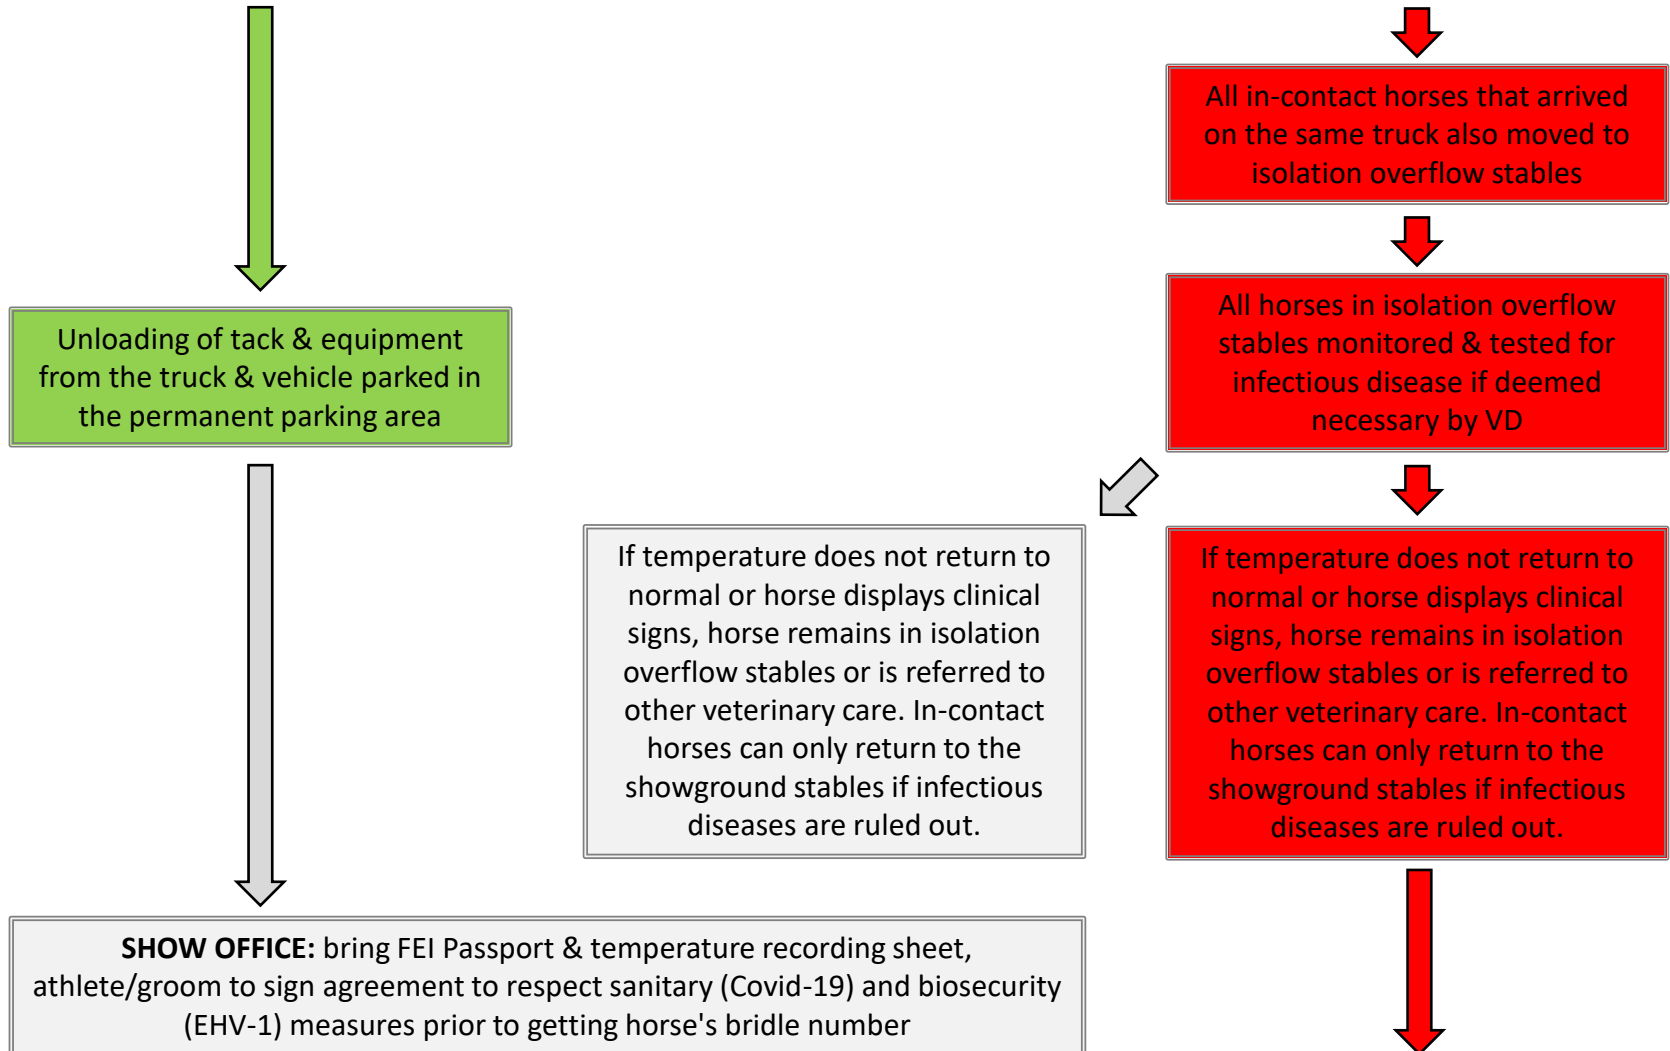 All in-contact horses that arrived
on the same truck also moved to
isolation overflow stables
All horses in isolation overflow
stables monitored & tested for
infectious disease if deemed
necessary by VD
Unloading of tack & equipment
from the truck & vehicle parked in
the permanent parking area
If temperature does not return to
normal or horse displays clinical
signs, horse remains in isolation
overflow stables or is referred to
other veterinary care. In-contact
horses can only return to the
showground stables if infectious
diseases are ruled out.
If temperature does not return to
normal or horse displays clinical
signs, horse remains in isolation
overflow stables or is referred to
other veterinary care. In-contact
horses can only return to the
showground stables if infectious
diseases are ruled out.
SHOW OFFICE: bring FEI Passport & temperature recording sheet,
athlete/groom to sign agreement to respect sanitary (Covid-19) and biosecurity
(EHV-1) measures prior to getting horse's bridle number